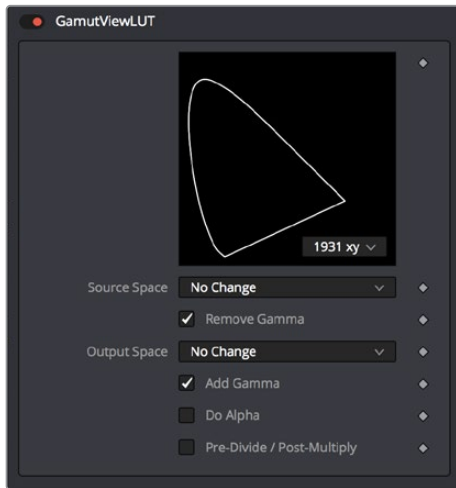 GamutViewLUT
1931 xy
Source Space No Change
Remove Gamma
Output Space No Change
Add Gamma
Do Alpha
Pre-Divide / Post-Multiply